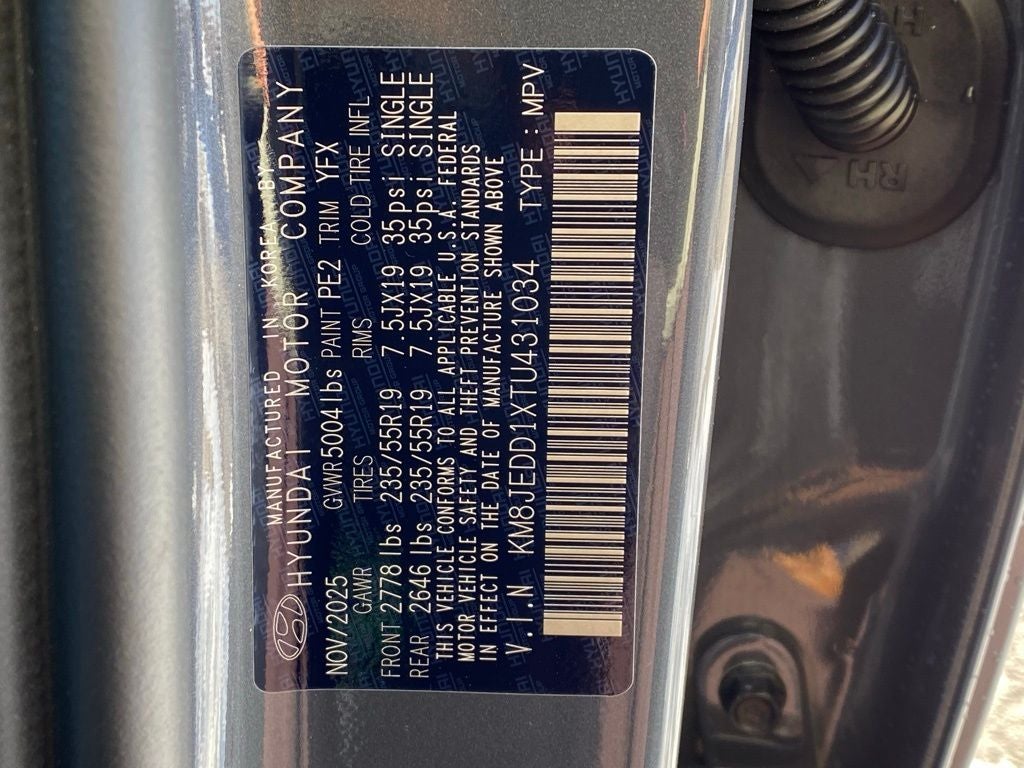 MANUFACTURED IN KOREA BY
HYUNDAI MOTOR COMPANY
NOV/2025 GVWR 5004 lbs PAINT PE2 TRIM YFX
GAWR TIRES RIMS COLD TIRE INFL
FRONT 2778 lbs 235/55R19 7.5JX19 35psi SINGLE
REAR 2646 lbs 235/55R19 7.5JX19 35psi SINGLE
THIS VEHICLE CONFORMS TO ALL APPLICABLE U.S.A. FEDERAL
MOTOR VEHICLE SAFETY AND THEFT PREVENTION STANDARDS
IN EFFECT ON THE DATE OF MANUFACTURE SHOWN ABOVE
V.I.N KM8JEDD1XTU431034 TYPE: MPV
RH